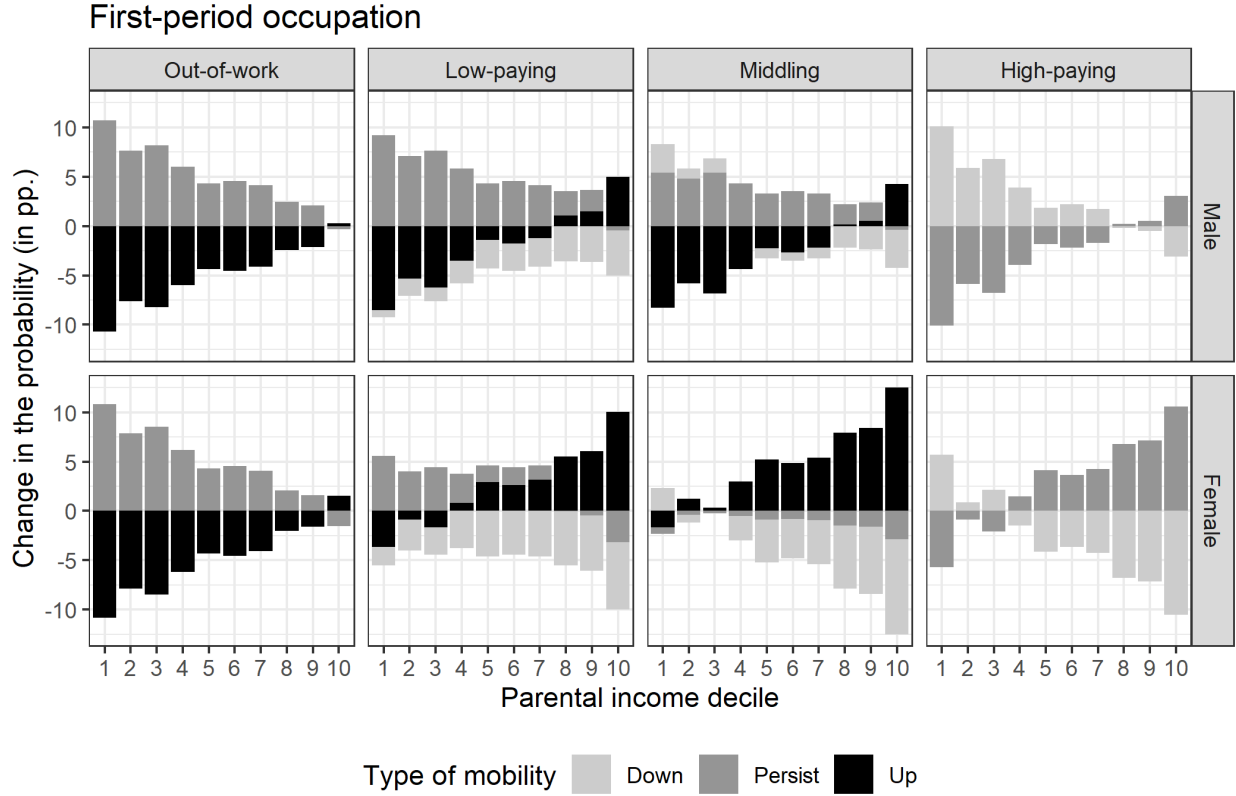 First-period occupation
Out-of-work Low-paying Middling High-paying
Change in the probability (in pp.)
10
5
0
-5
-10
Male
10
5
0
-5
-10
Female
1 2 3 4 5 6 7 8 9 10 1 2 3 4 5 6 7 8 9 10 1 2 3 4 5 6 7 8 9 10 1 2 3 4 5 6 7 8 9 10
Parental income decile
Type of mobility Down Persist Up